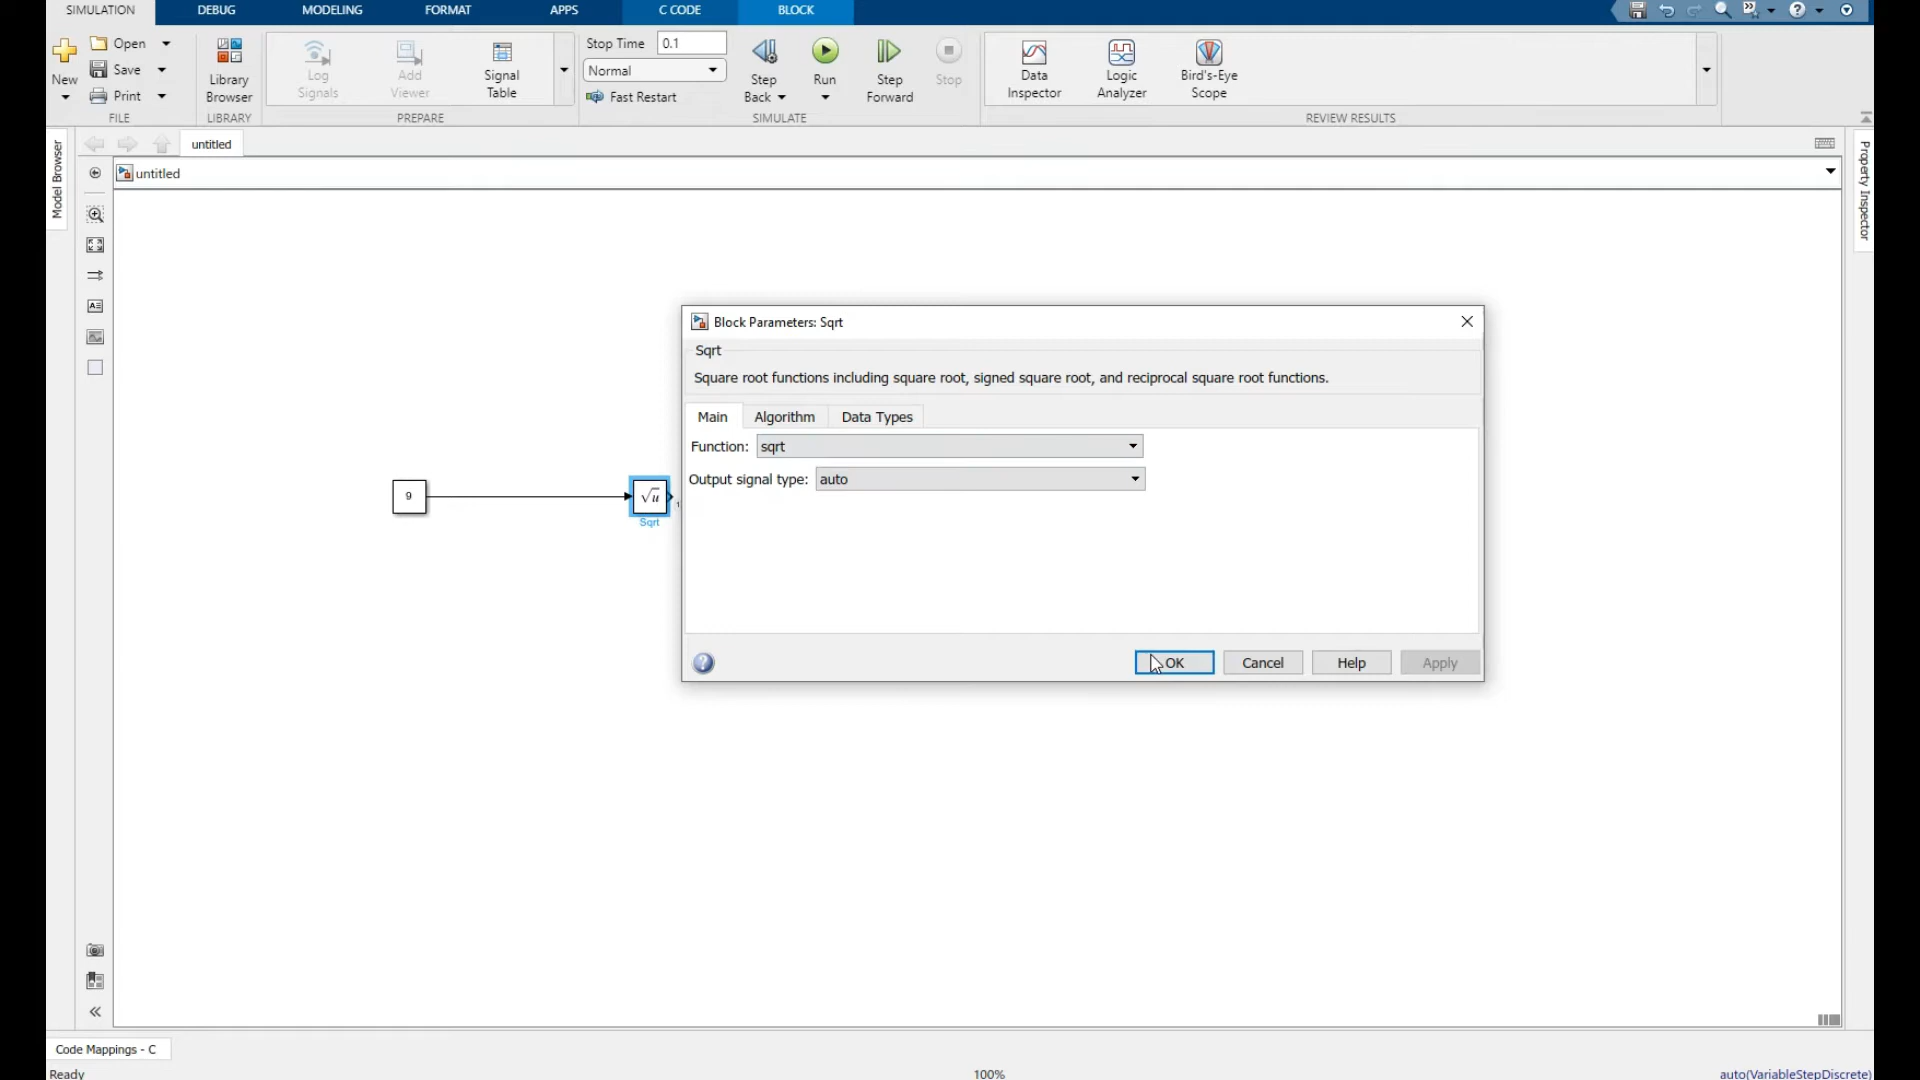 SIMULATION DEBUG MODELING FORMAT APPS C CODE BLOCK
New
Open
Save
Print
FILE
Library
Browser
LIBRARY
Log
Signals
Add
Viewer
Signal
Table
PREPARE
Stop Time 0.1
Normal
Fast Restart
Step
Back
Run
Step
Forward
Stop
SIMULATE
Data
Inspector
Logic
Analyzer
Bird's-Eye
Scope
REVIEW RESULTS
Model Browser
untitled
untitled
Property Inspector
9
√u
Sqrt
Block Parameters: Sqrt
Sqrt
Square root functions including square root, signed square root, and reciprocal square root functions.
Main Algorithm Data Types
Function: sqrt
Output signal type: auto
OK Cancel Help Apply
Code Mappings - C
Ready 100% auto(VariableStepDiscrete)